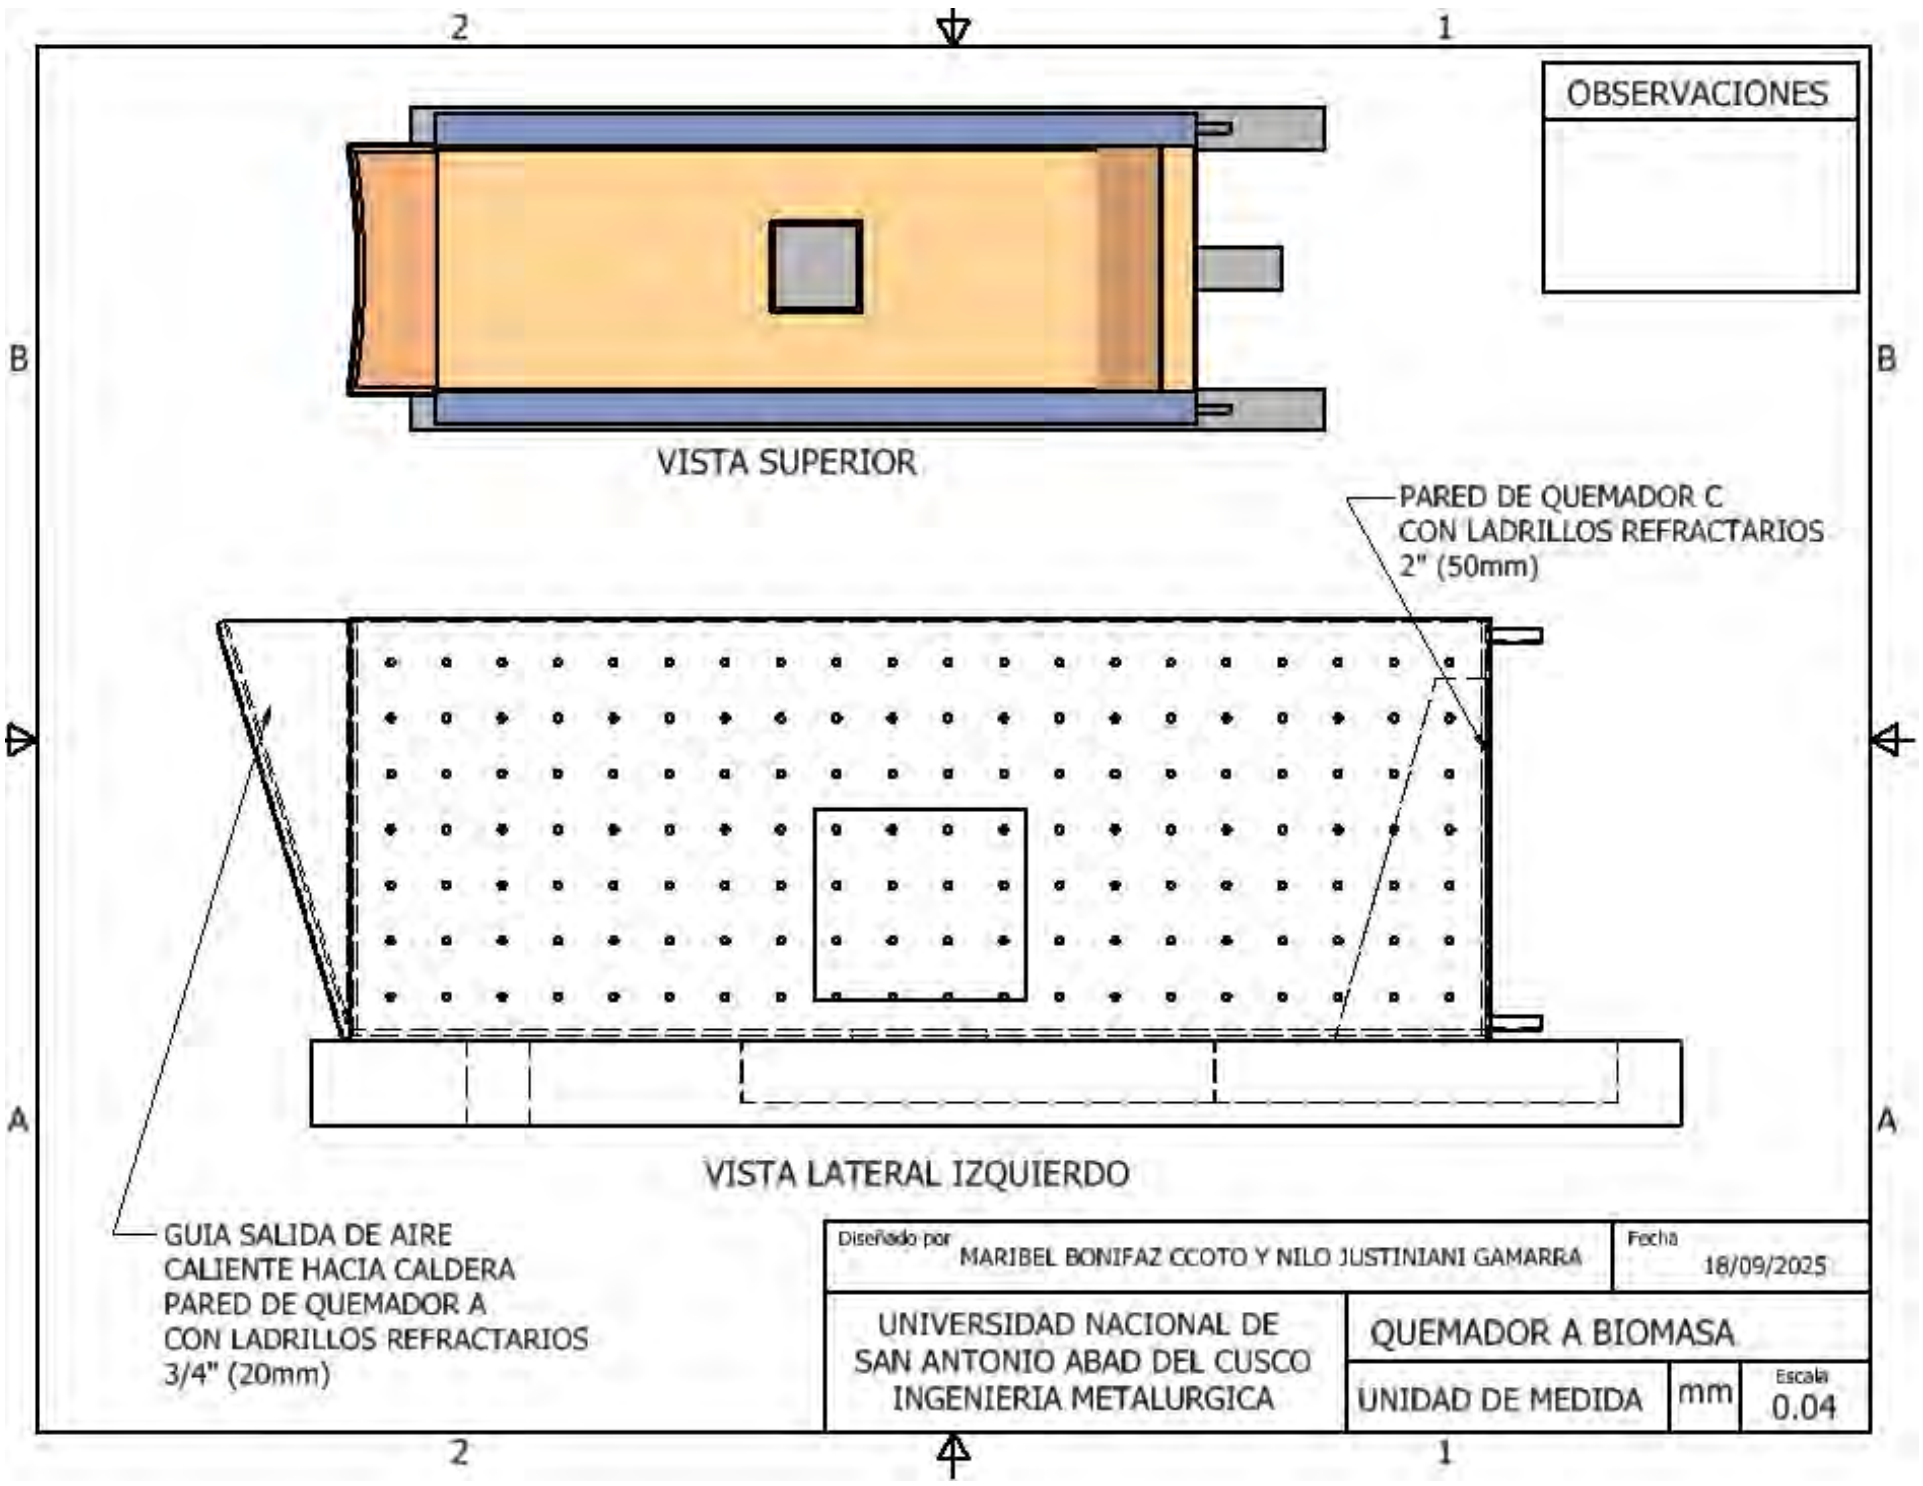 2
1
OBSERVACIONES
VISTA SUPERIOR
B
B
PARED DE QUEMADOR C
CON LADRILLOS REFRACTARIOS
2" (50mm)
A
A
VISTA LATERAL IZQUIERDO
GUIA SALIDA DE AIRE
CALIENTE HACIA CALDERA
PARED DE QUEMADOR A
CON LADRILLOS REFRACTARIOS
3/4" (20mm)
Diseñado por
MARIBEL BONIFAZ CCOTO Y NILO JUSTINIANI GAMARRA
Fecha
18/09/2025
UNIVERSIDAD NACIONAL DE
SAN ANTONIO ABAD DEL CUSCO
INGENIERIA METALURGICA
QUEMADOR A BIOMASA
UNIDAD DE MEDIDA
mm
Escala
0.04
2
1